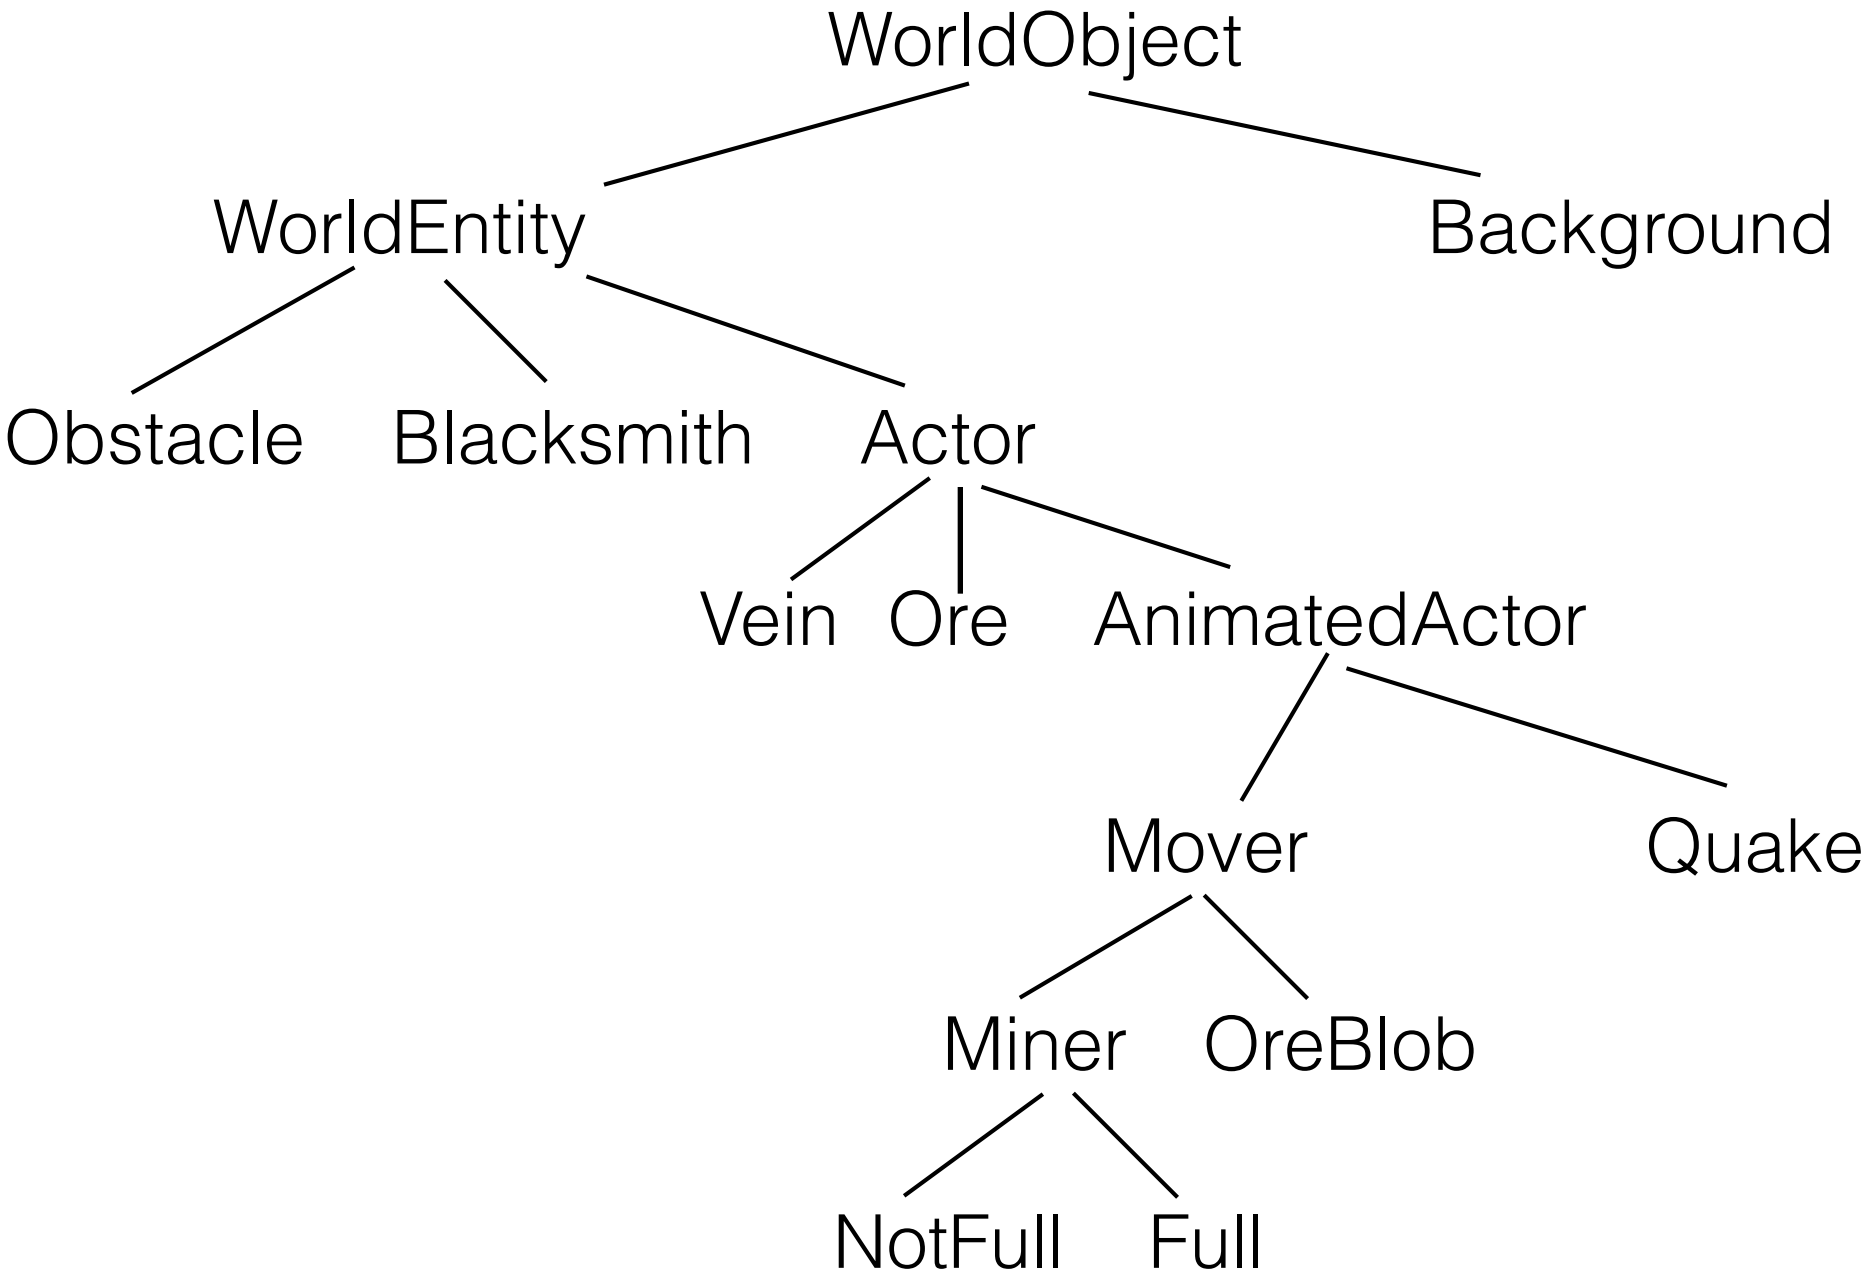 WorldObject
WorldEntity Background
Obstacle Blacksmith Actor
Vein Ore AnimatedActor
Mover Quake
Miner OreBlob
NotFull Full